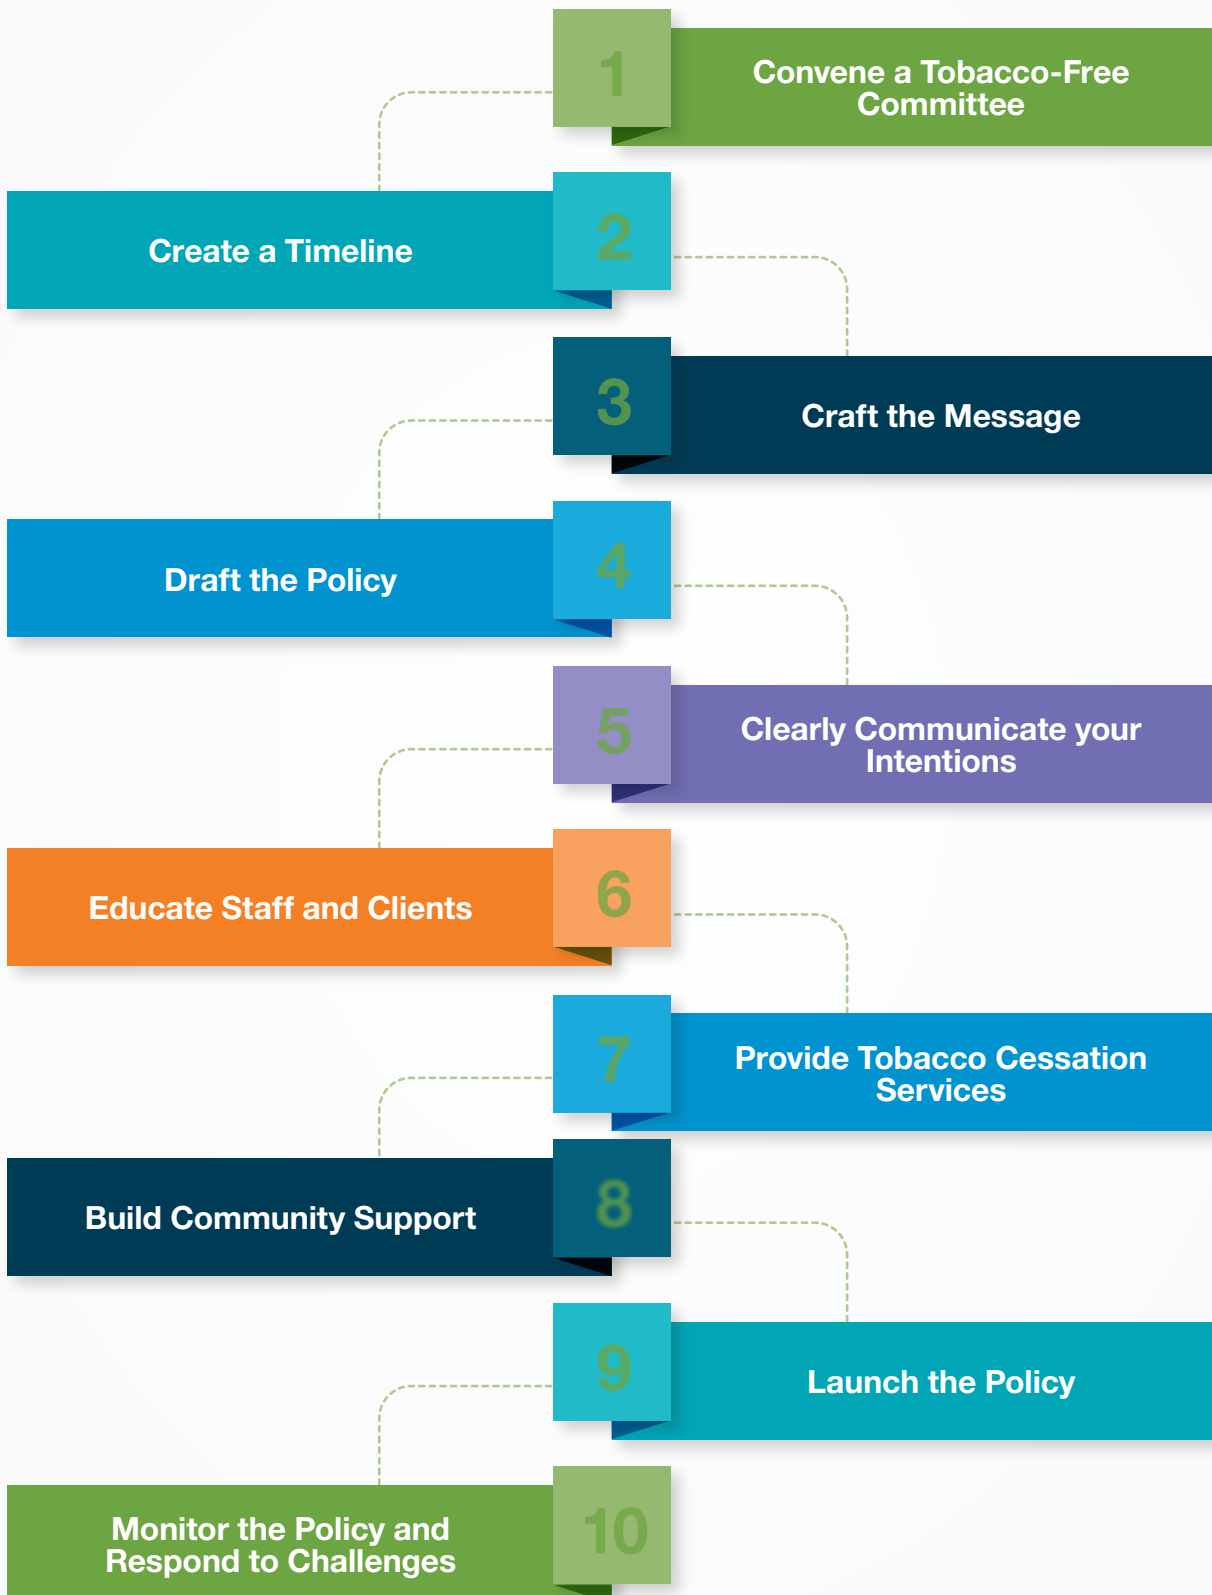 1
Convene a Tobacco-Free
Committee
2
Create a Timeline
3
Craft the Message
4
Draft the Policy
5
Clearly Communicate your
Intentions
6
Educate Staff and Clients
7
Provide Tobacco Cessation
Services
8
Build Community Support
9
Launch the Policy
10
Monitor the Policy and
Respond to Challenges